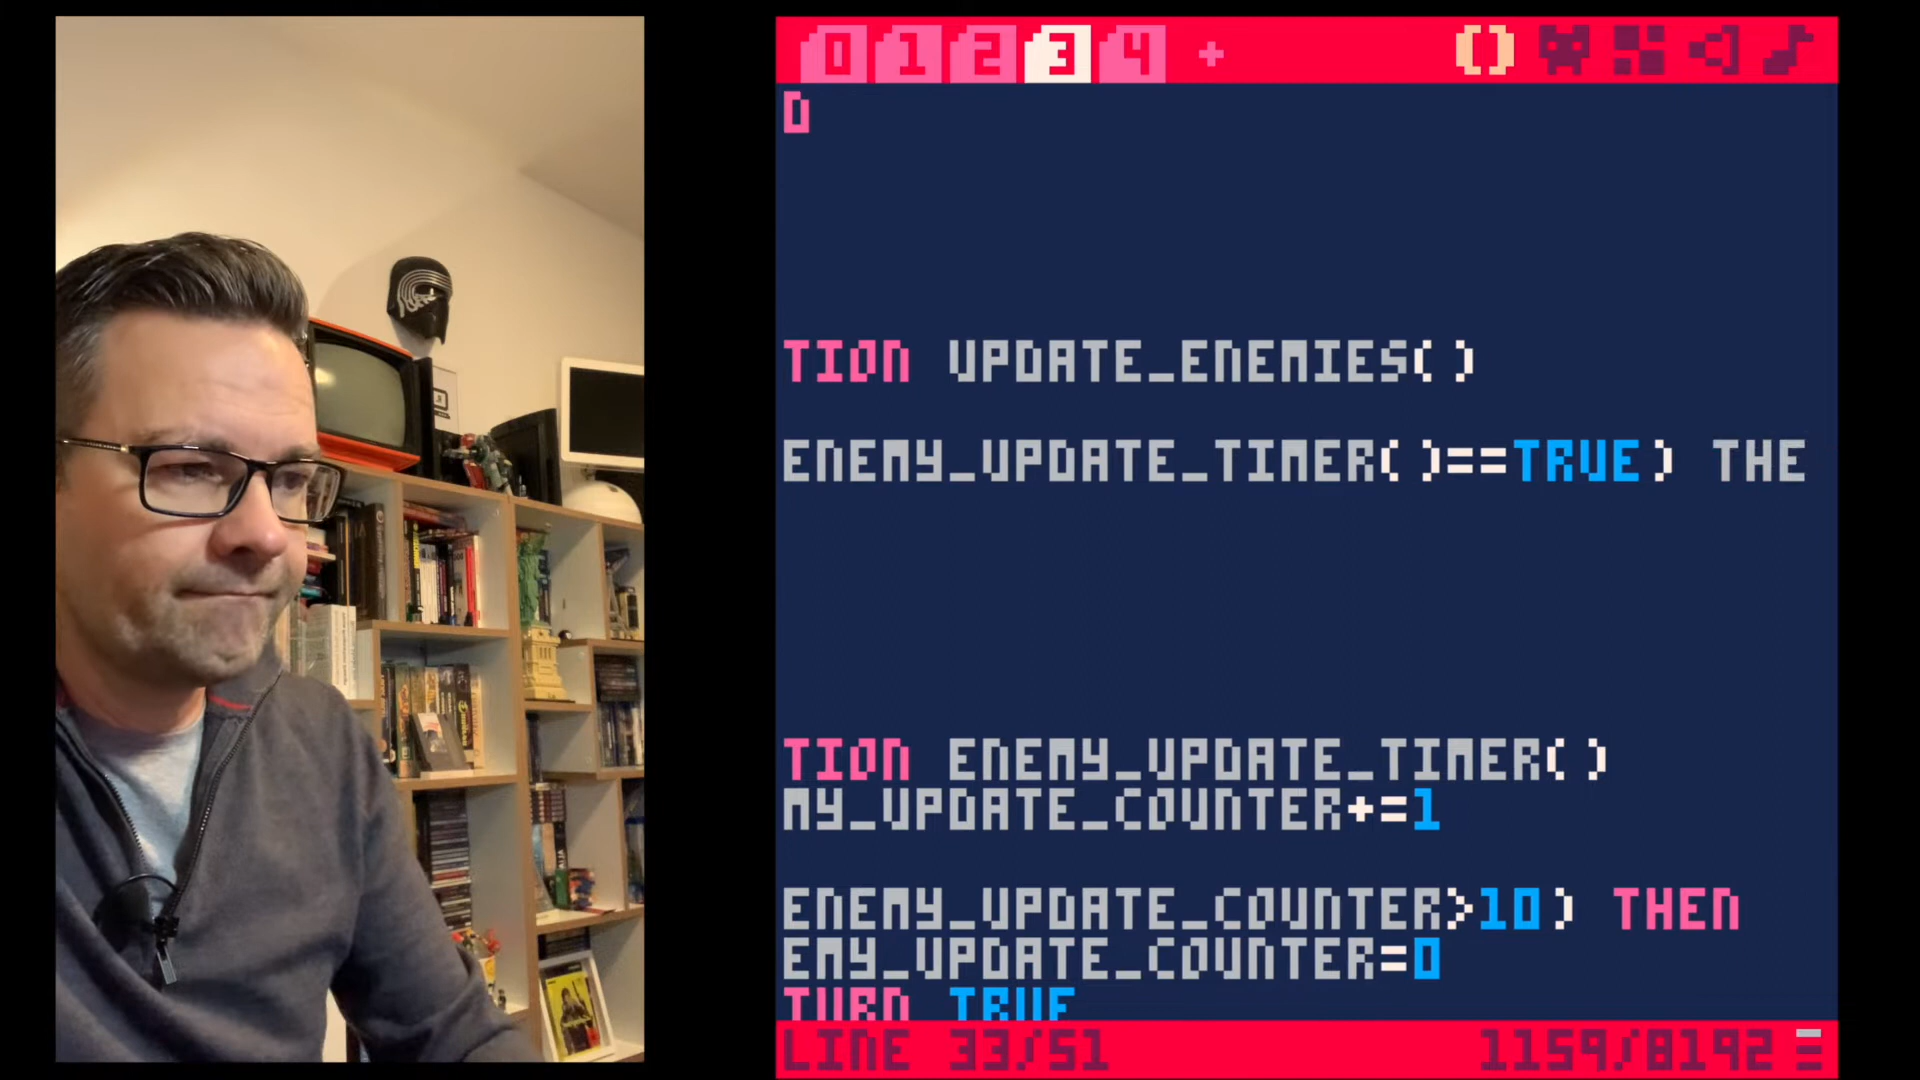 0 1 2 3 4 +
D
TION UPDATE_ENEMIES()
ENEMY_UPDATE_TIMER()==TRUE) THE
TION ENEMY_UPDATE_TIMER()
MY_UPDATE_COUNTER+=1
ENEMY_UPDATE_COUNTER>10) THEN
EMY_UPDATE_COUNTER=0
TURN TRUE
LINE 33/51 1159/8192